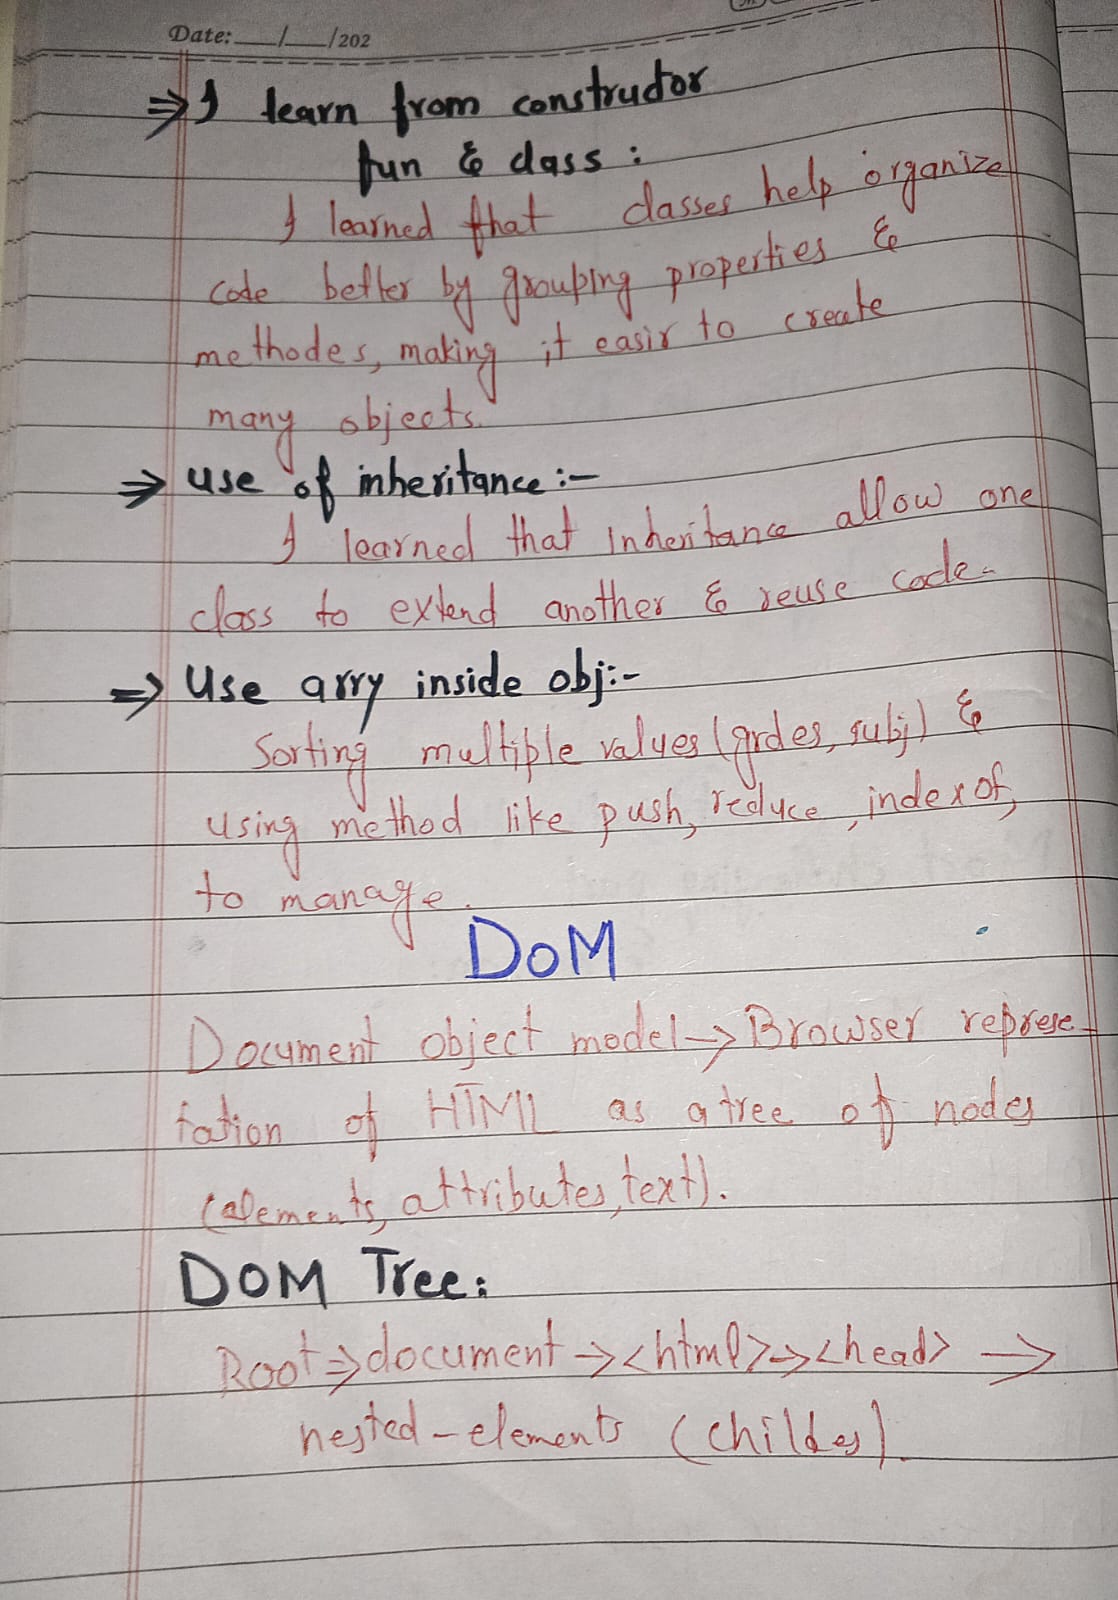 Date: __/__/202
⇒ I learn from constructor
fun & class :
I learned that classes help organize
code better by grouping properties &
methodes, making it easir to create
many objects.
⇒ use of inheritance :-
I learned that inheritance allow one
class to extend another & reuse code.
⇒ Use arry inside obj:-
Sorting multiple values (grdes, subj) &
using method like push, reduce, indexof,
to manage.
DoM
Document object model → Browser represe-
tation of HTML as a tree of nodes
(elements, attributes, text).
DOM Tree:
Root ⇒ document → <html> → <head> →
nested-elements (childes).